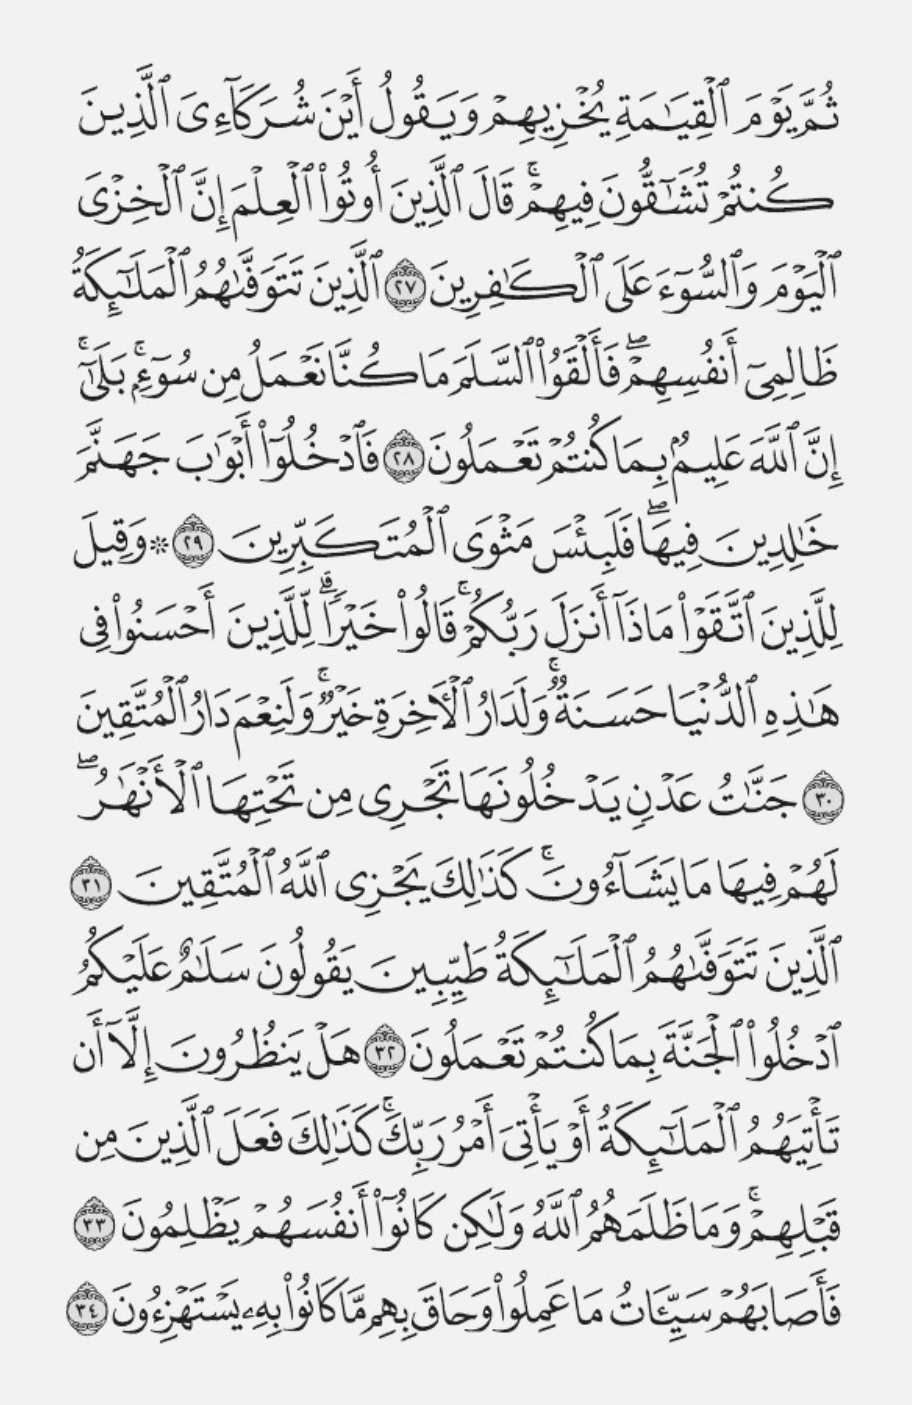 ثُمَّ يَوْمَ ٱلْقِيَـٰمَةِ يُخْزِيهِمْ وَيَقُولُ أَيْنَ شُرَكَآءِىَ ٱلَّذِينَ
كُنتُمْ تُشَـٰٓقُّونَ فِيهِمْ ۚ قَالَ ٱلَّذِينَ أُوتُوا۟ ٱلْعِلْمَ إِنَّ ٱلْخِزْىَ
ٱلْيَوْمَ وَٱلسُّوٓءَ عَلَى ٱلْكَـٰفِرِينَ ٢٧ ٱلَّذِينَ تَتَوَفَّىٰهُمُ ٱلْمَلَـٰٓئِكَةُ
ظَالِمِىٓ أَنفُسِهِمْ ۖ فَأَلْقَوُا۟ ٱلسَّلَمَ مَا كُنَّا نَعْمَلُ مِن سُوٓءٍۭ ۚ بَلَىٰٓ ۚ
إِنَّ ٱللَّهَ عَلِيمٌۢ بِمَا كُنتُمْ تَعْمَلُونَ ٢٨ فَٱدْخُلُوٓا۟ أَبْوَٰبَ جَهَنَّمَ
خَـٰلِدِينَ فِيهَا ۖ فَلَبِئْسَ مَثْوَى ٱلْمُتَكَبِّرِينَ ٢٩ ۞ وَقِيلَ
لِلَّذِينَ ٱتَّقَوْا۟ مَاذَآ أَنزَلَ رَبُّكُمْ ۚ قَالُوا۟ خَيْرًا ۗ لِّلَّذِينَ أَحْسَنُوا۟ فِى
هَـٰذِهِ ٱلدُّنْيَا حَسَنَةٌ ۚ وَلَدَارُ ٱلْـَٔاخِرَةِ خَيْرٌ ۚ وَلَنِعْمَ دَارُ ٱلْمُتَّقِينَ
٣٠ جَنَّـٰتُ عَدْنٍ يَدْخُلُونَهَا تَجْرِى مِن تَحْتِهَا ٱلْأَنْهَـٰرُ ۖ
لَهُمْ فِيهَا مَا يَشَآءُونَ ۚ كَذَٰلِكَ يَجْزِى ٱللَّهُ ٱلْمُتَّقِينَ ٣١
ٱلَّذِينَ تَتَوَفَّىٰهُمُ ٱلْمَلَـٰٓئِكَةُ طَيِّبِينَ يَقُولُونَ سَلَـٰمٌ عَلَيْكُمُ
ٱدْخُلُوا۟ ٱلْجَنَّةَ بِمَا كُنتُمْ تَعْمَلُونَ ٣٢ هَلْ يَنظُرُونَ إِلَّآ أَن
تَأْتِيَهُمُ ٱلْمَلَـٰٓئِكَةُ أَوْ يَأْتِىَ أَمْرُ رَبِّكَ ۚ كَذَٰلِكَ فَعَلَ ٱلَّذِينَ مِن
قَبْلِهِمْ ۚ وَمَا ظَلَمَهُمُ ٱللَّهُ وَلَـٰكِن كَانُوٓا۟ أَنفُسَهُمْ يَظْلِمُونَ ٣٣
فَأَصَابَهُمْ سَيِّـَٔاتُ مَا عَمِلُوا۟ وَحَاقَ بِهِم مَّا كَانُوا۟ بِهِۦ يَسْتَهْزِءُونَ ٣٤